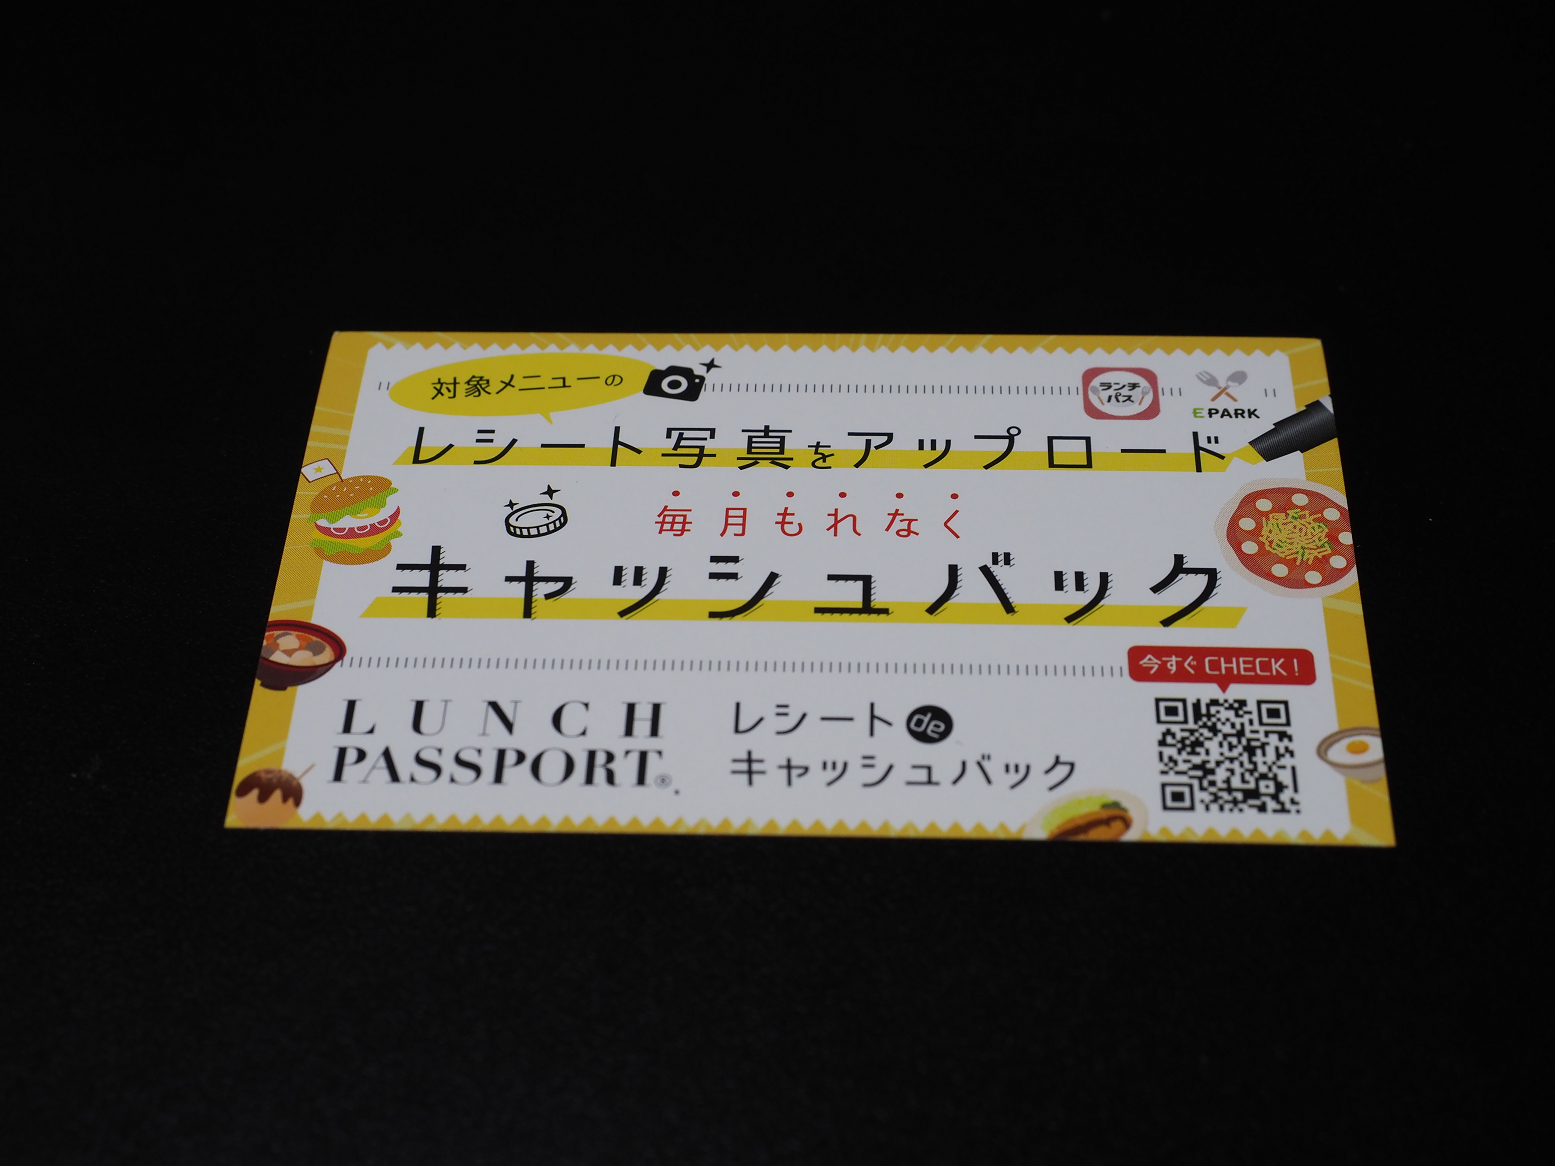 対象メニューの
ランチ
パス
EPARK
レシート写真をアップロード
毎月もれなく
キャッシュバック
今すぐCHECK!
LUNCH
PASSPORT®.
レシートde
キャッシュバック